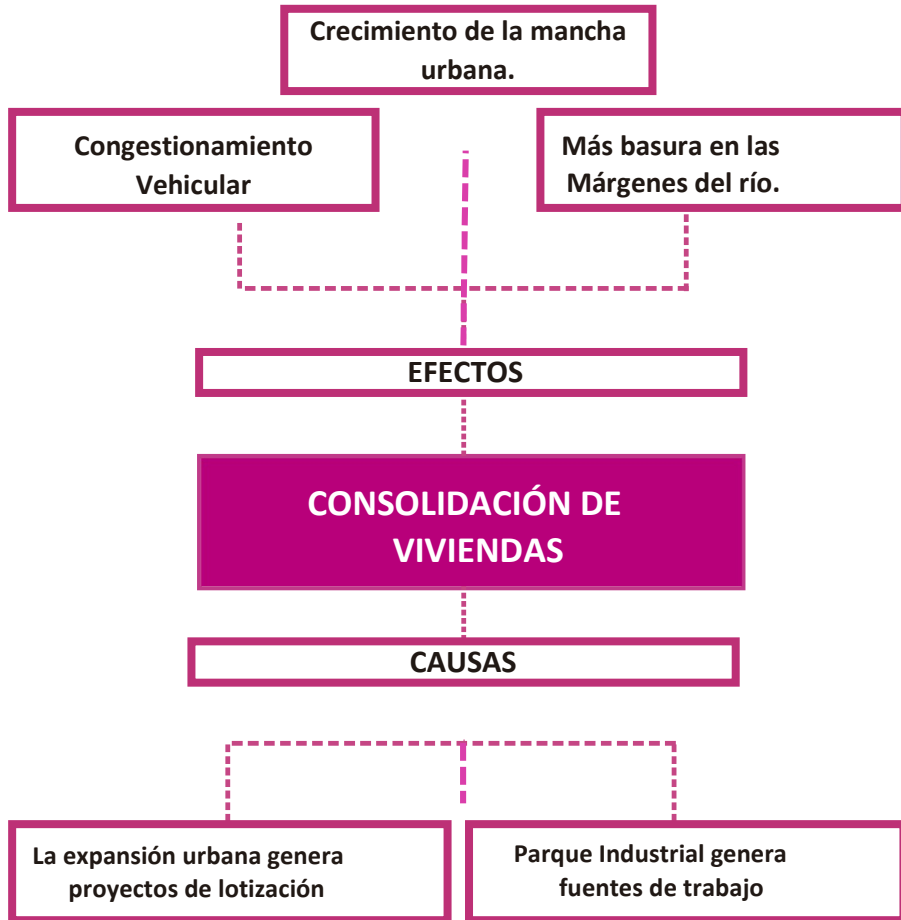 Crecimiento de la mancha
urbana.
Congestionamiento
Vehicular
Más basura en las
Márgenes del río.
EFECTOS
CONSOLIDACIÓN DE
VIVIENDAS
CAUSAS
La expansión urbana genera
proyectos de lotización
Parque Industrial genera
fuentes de trabajo